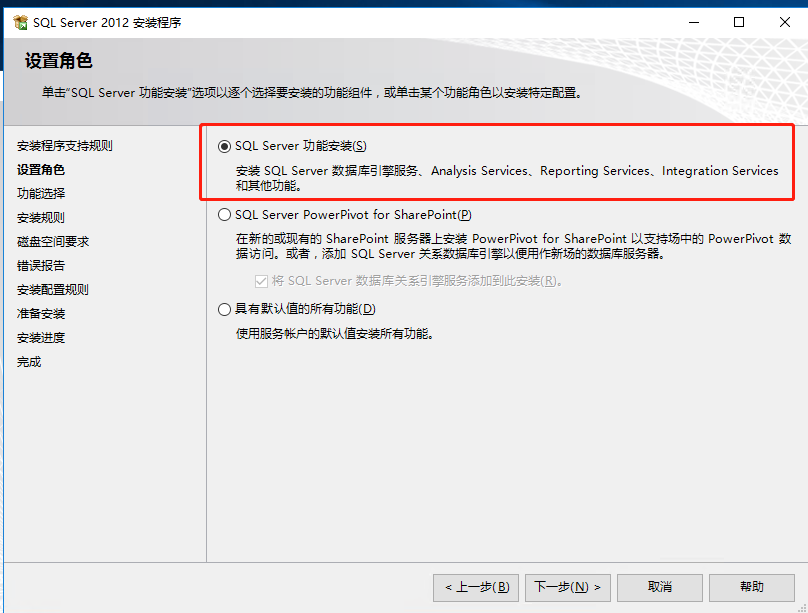 SQL Server 2012 安装程序
设置角色
单击“SQL Server 功能安装”选项以逐个选择要安装的功能组件，或单击某个功能角色以安装特定配置。
安装程序支持规则
设置角色
功能选择
安装规则
磁盘空间要求
错误报告
安装配置规则
准备安装
安装进度
完成
SQL Server 功能安装(S)
安装 SQL Server 数据库引擎服务、Analysis Services、Reporting Services、Integration Services
和其他功能。
SQL Server PowerPivot for SharePoint(P)
在新的或现有的 SharePoint 服务器上安装 PowerPivot for SharePoint 以支持场中的 PowerPivot 数
据访问。或者，添加 SQL Server 关系数据库引擎以便用作新场的数据库服务器。
将 SQL Server 数据库关系引擎服务添加到此安装(R)。
具有默认值的所有功能(D)
使用服务帐户的默认值安装所有功能。
< 上一步(B)
下一步(N) >
取消
帮助